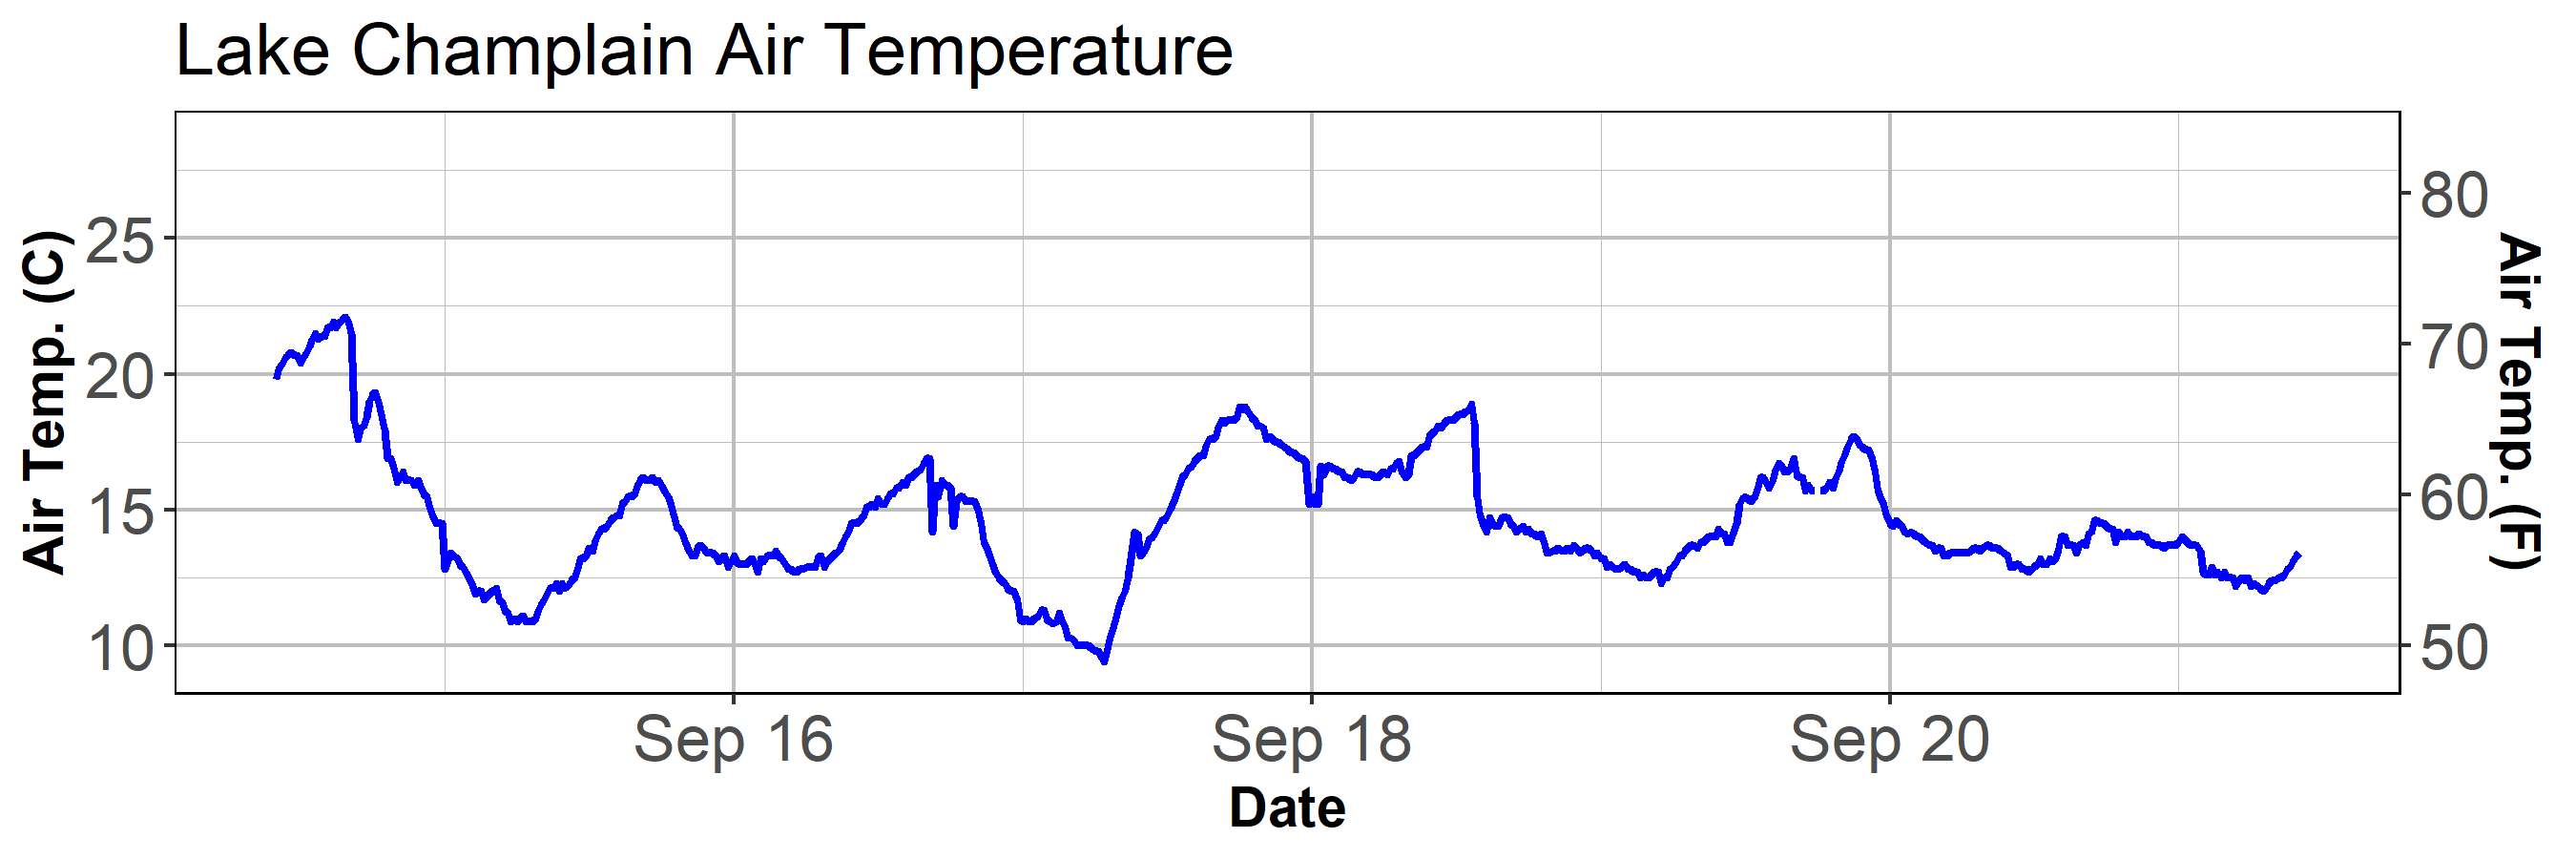 Lake Champlain Air Temperature
Air Temp. (C)
25
20
15
10
80
70
60
50
Air Temp. (F)
Sep 16
Sep 18
Sep 20
Date